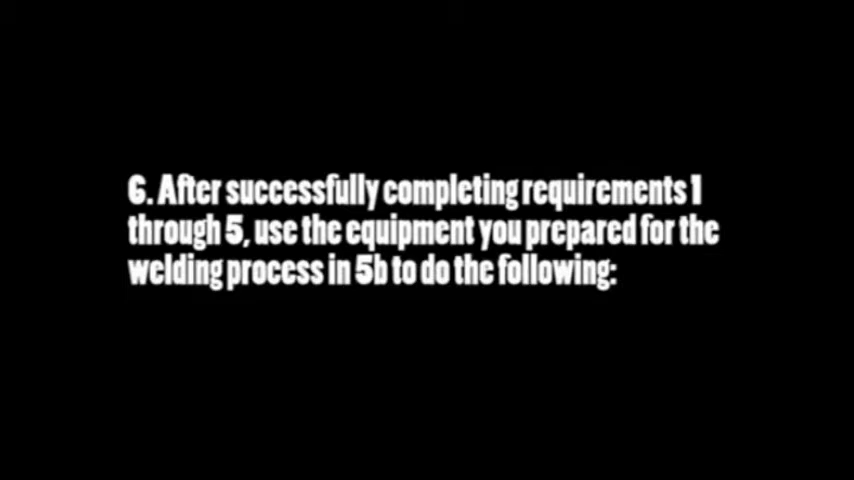 6. After successfully completing requirements 1
through 5, use the equipment you prepared for the
welding process in 5b to do the following: